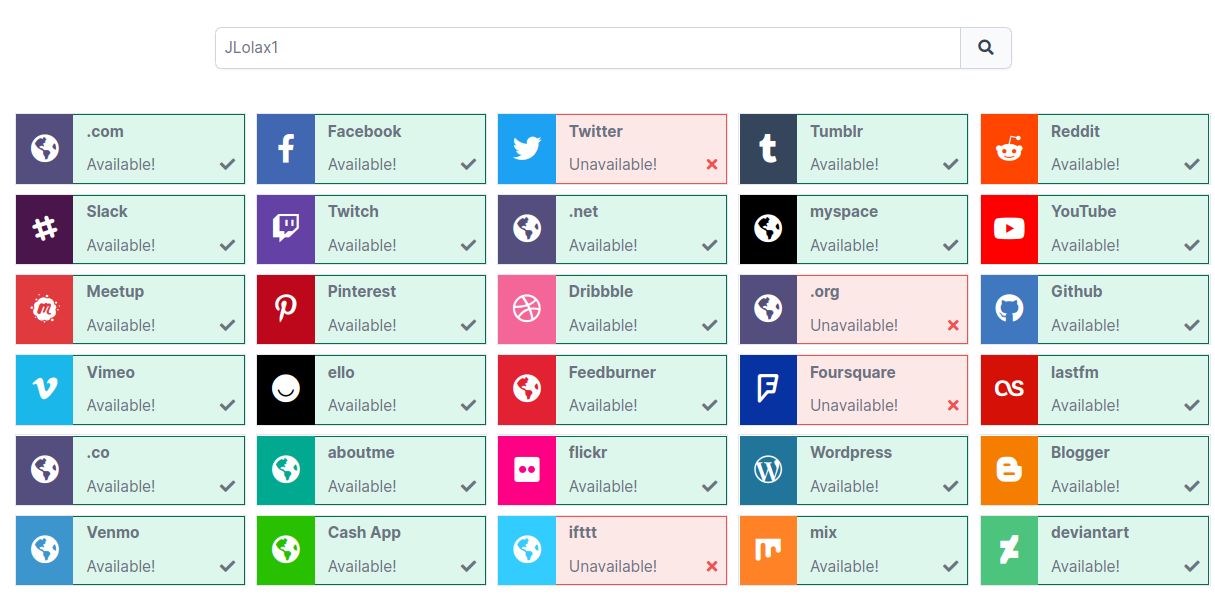 JLolax1
.com
Available!
Facebook
Available!
Twitter
Unavailable!
Tumblr
Available!
Reddit
Available!
Slack
Available!
Twitch
Available!
.net
Available!
myspace
Available!
YouTube
Available!
Meetup
Available!
Pinterest
Available!
Dribbble
Available!
.org
Unavailable!
Github
Available!
Vimeo
Available!
ello
Available!
Feedburner
Available!
Foursquare
Unavailable!
lastfm
Available!
.co
Available!
aboutme
Available!
flickr
Available!
Wordpress
Available!
Blogger
Available!
Venmo
Available!
Cash App
Available!
ifttt
Unavailable!
mix
Available!
deviantart
Available!